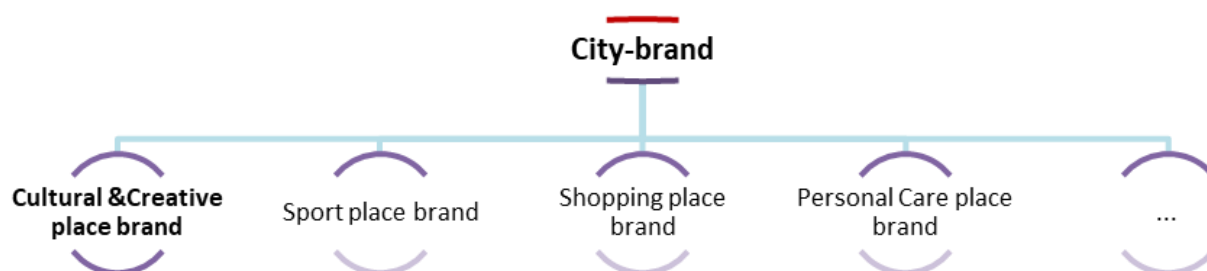 City-brand
Cultural &Creative
place brand
Sport place brand
Shopping place
brand
Personal Care place
brand
...